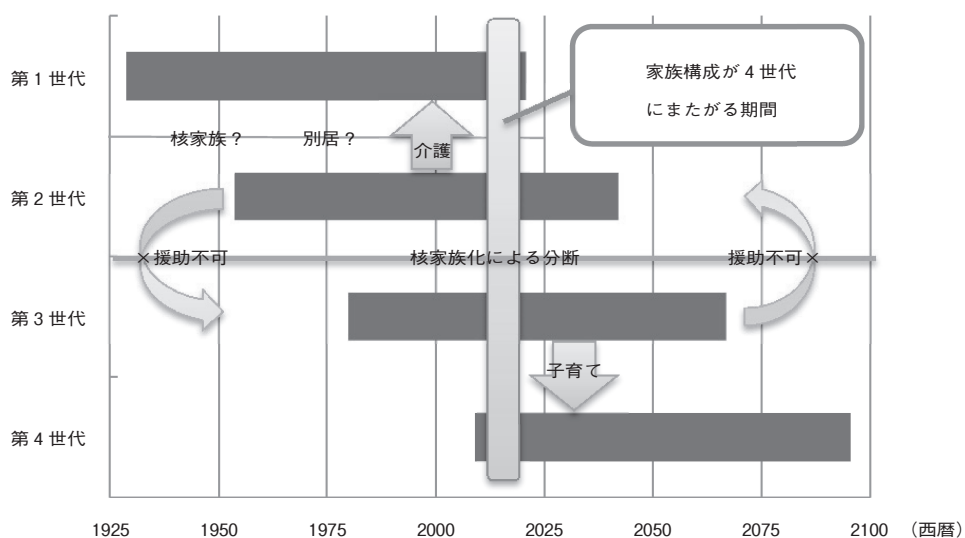 第 1 世代
家族構成が 4 世代
にまたがる期間
核家族 ?
別居 ?
介護
第 2 世代
×援助不可
核家族化による分断
援助不可×
第 3 世代
子育て
第 4 世代
1925 1950 1975 2000 2025 2050 2075 2100 (西暦)